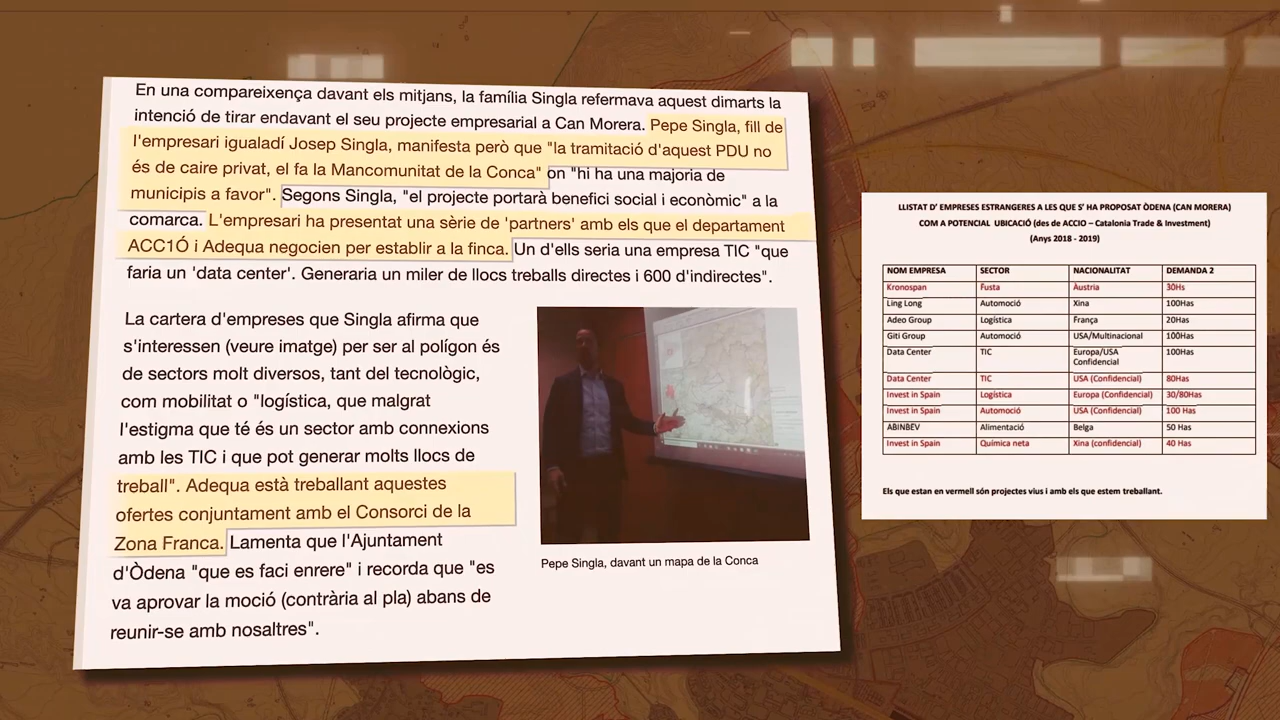 En una compareixença davant els mitjans, la família Singla refermava aquest dimarts la
intenció de tirar endavant el seu projecte empresarial a Can Morera. Pepe Singla, fill de
l'empresari igualadí Josep Singla, manifesta però que "la tramitació d'aquest PDU no
és de caire privat, el fa la Mancomunitat de la Conca" on "hi ha una majoria de
municipis a favor". Segons Singla, "el projecte portarà benefici social i econòmic" a la
comarca. L'empresari ha presentat una sèrie de 'partners' amb els que el departament
ACC1Ó i Adequa negocien per establir a la finca. Un d'ells seria una empresa TIC "que
faria un 'data center'. Generaria un miler de llocs treballs directes i 600 d'indirectes".
La cartera d'empreses que Singla afirma que
s'interessen (veure imatge) per ser al polígon és
de sectors molt diversos, tant del tecnològic,
com mobilitat o "logística, que malgrat
l'estigma que té és un sector amb connexions
amb les TIC i que pot generar molts llocs de
treball". Adequa està treballant aquestes
ofertes conjuntament amb el Consorci de la
Zona Franca. Lamenta que l'Ajuntament
d'Òdena "que es faci enrere" i recorda que "es
va aprovar la moció (contrària al pla) abans de
reunir-se amb nosaltres".
Pepe Singla, davant un mapa de la Conca
LLISTAT D' EMPRESES ESTRANGERES A LES QUE S' HA PROPOSAT ÒDENA (CAN MORERA)
COM A POTENCIAL UBICACIÓ (des de ACCIO – Catalonia Trade & Investment)
(Anys 2018 - 2019)
NOM EMPRESA SECTOR NACIONALITAT DEMANDA 2
Kronospan Fusta Àustria 30Hs
Ling Long Automoció Xina 100Has
Adeo Group Logística França 20Has
Giti Group Automoció USA/Multinacional 100Has
Data Center TIC Europa/USA 100Has
Confidencial
Data Center TIC USA (Confidencial) 80Has
Invest in Spain Logística Europa (Confidencial) 30/80Has
Invest in Spain Automoció USA (Confidencial) 100 Has
ABINBEV Alimentació Belga 50 Has
Invest in Spain Química neta Xina (confidencial) 40 Has
Els que estan en vermell són projectes vius i amb els que estem treballant.